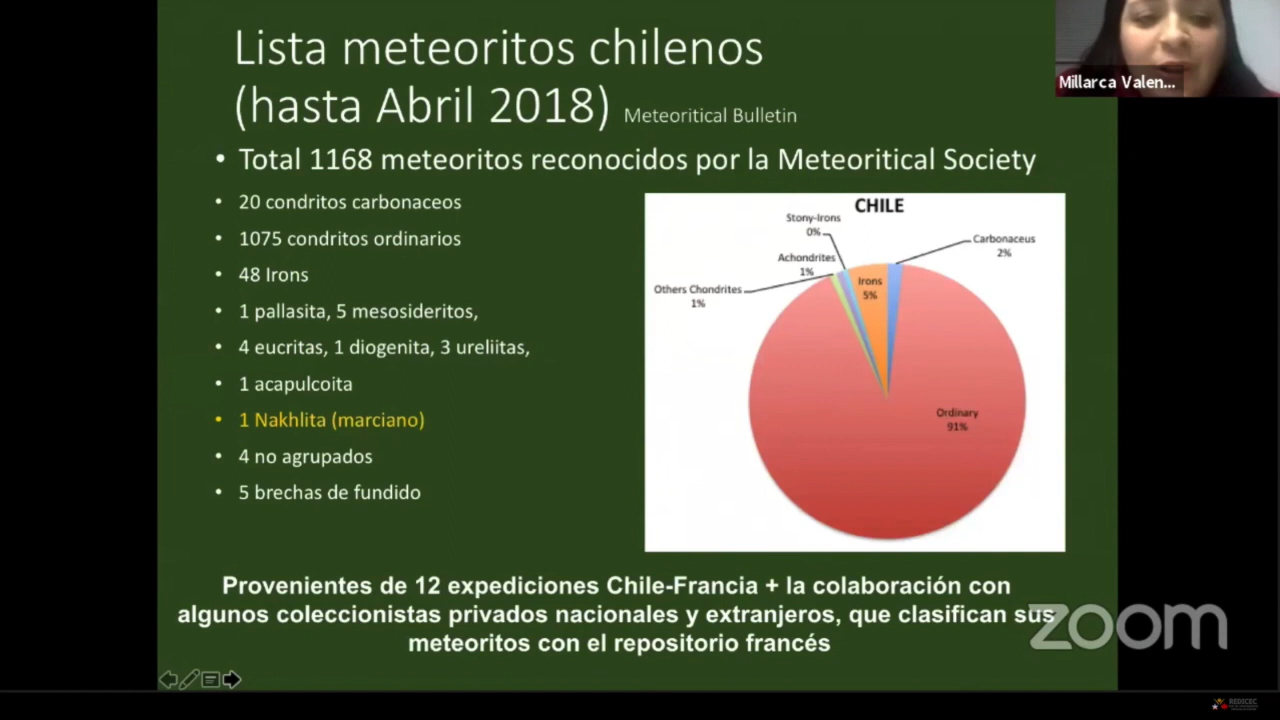 Lista meteoritos chilenos
(hasta Abril 2018) Meteoritical Bulletin
Millarca Valen...
• Total 1168 meteoritos reconocidos por la Meteoritical Society
• 20 condritos carbonaceos
• 1075 condritos ordinarios
• 48 Irons
• 1 pallasita, 5 mesosideritos,
• 4 eucritas, 1 diogenita, 3 ureliitas,
• 1 acapulcoita
• 1 Nakhlita (marciano)
• 4 no agrupados
• 5 brechas de fundido
CHILE
Stony-Irons
0%
Carbonaceus
2%
Achondrites
1%
Irons
5%
Others Chondrites
1%
Ordinary
91%
Provenientes de 12 expediciones Chile-Francia + la colaboración con
algunos coleccionistas privados nacionales y extranjeros, que clasifican sus
meteoritos con el repositorio francés
zoom
REDICEC